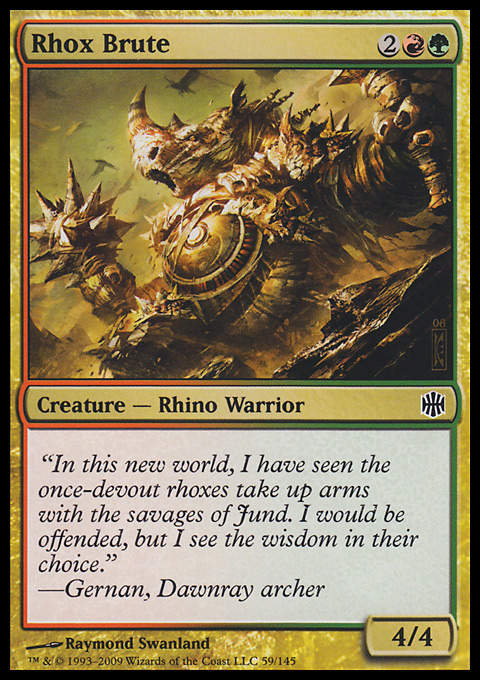 Rhox Brute 2
08
Creature — Rhino Warrior
“In this new world, I have seen the
once-devout rhoxes take up arms
with the savages of Jund. I would be
offended, but I see the wisdom in their
choice.”
—Gernan, Dawnray archer
Raymond Swanland
4/4
™ & © 1993–2009 Wizards of the Coast LLC 59/145